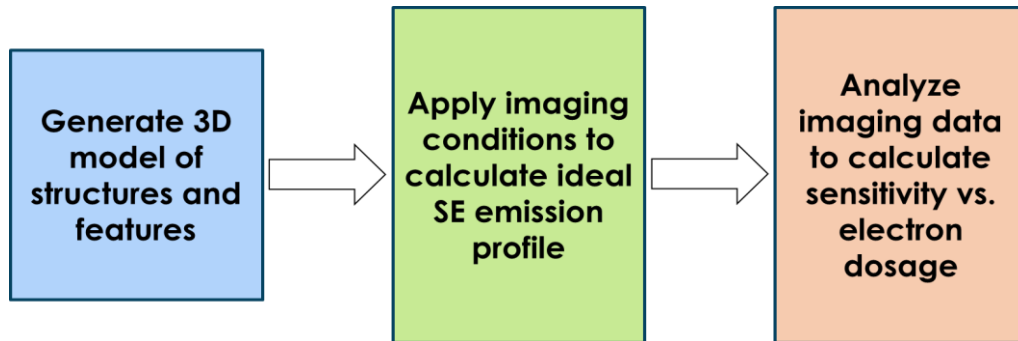 Generate 3D
model of
structures and
features
Apply imaging
conditions to
calculate ideal
SE emission
profile
Analyze
imaging data
to calculate
sensitivity vs.
electron
dosage